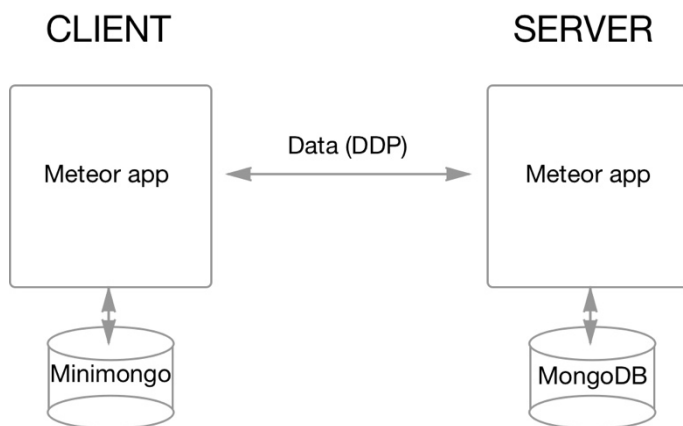 CLIENT
SERVER
Meteor app
Data (DDP)
Meteor app
Minimongo
MongoDB